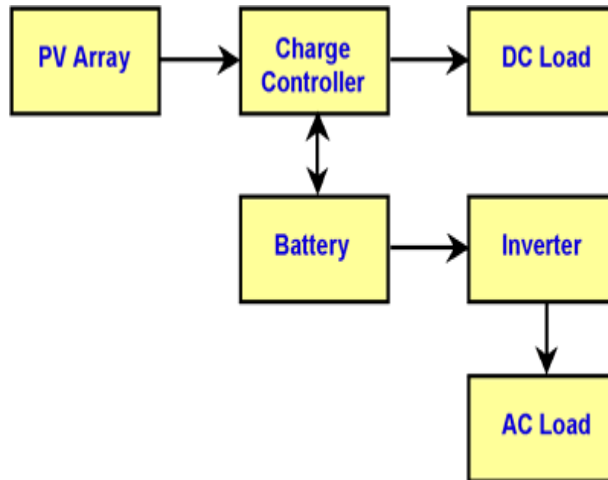 PV Array
Charge
Controller
DC Load
Battery
Inverter
AC Load